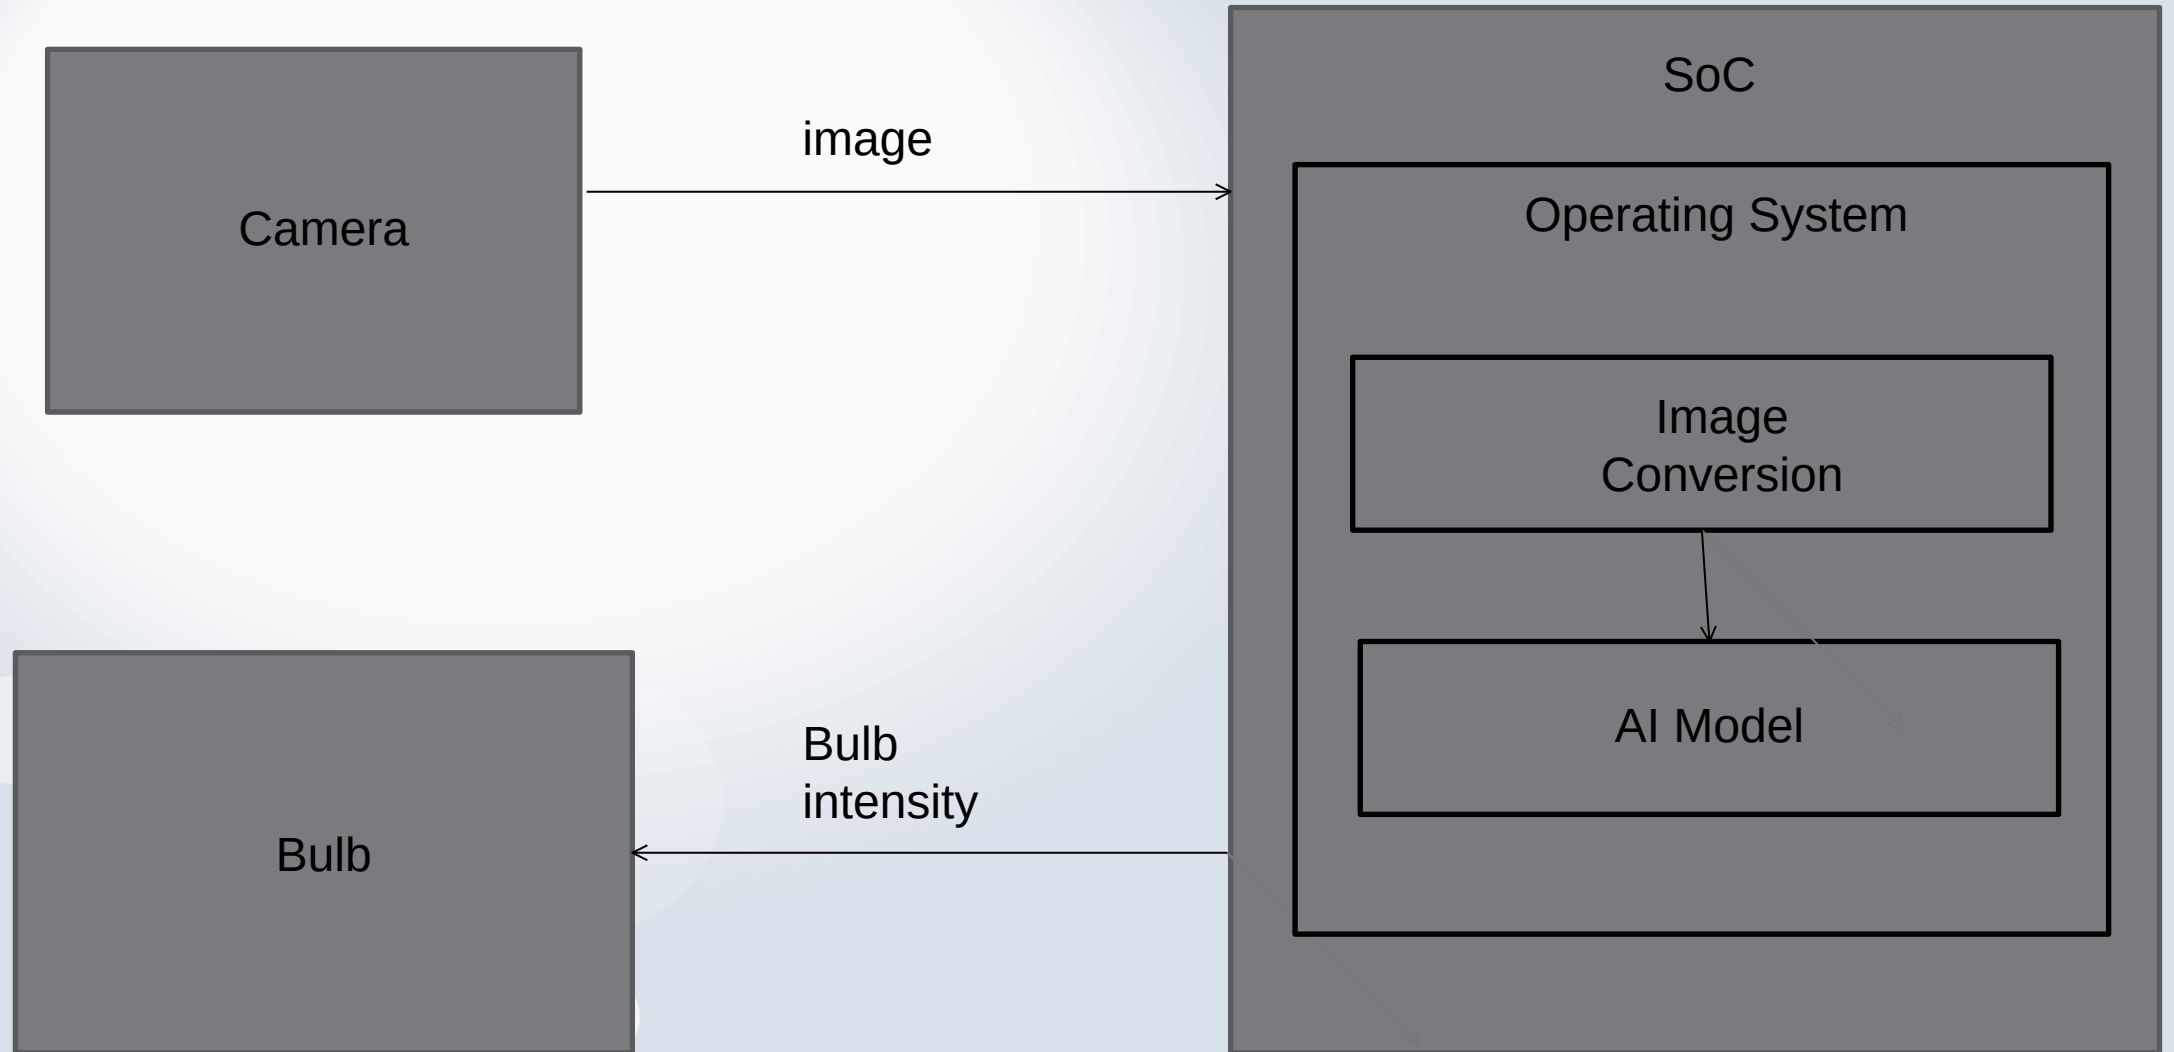 SoC
image
Operating System
Camera
Image
Conversion
AI Model
Bulb
intensity
Bulb